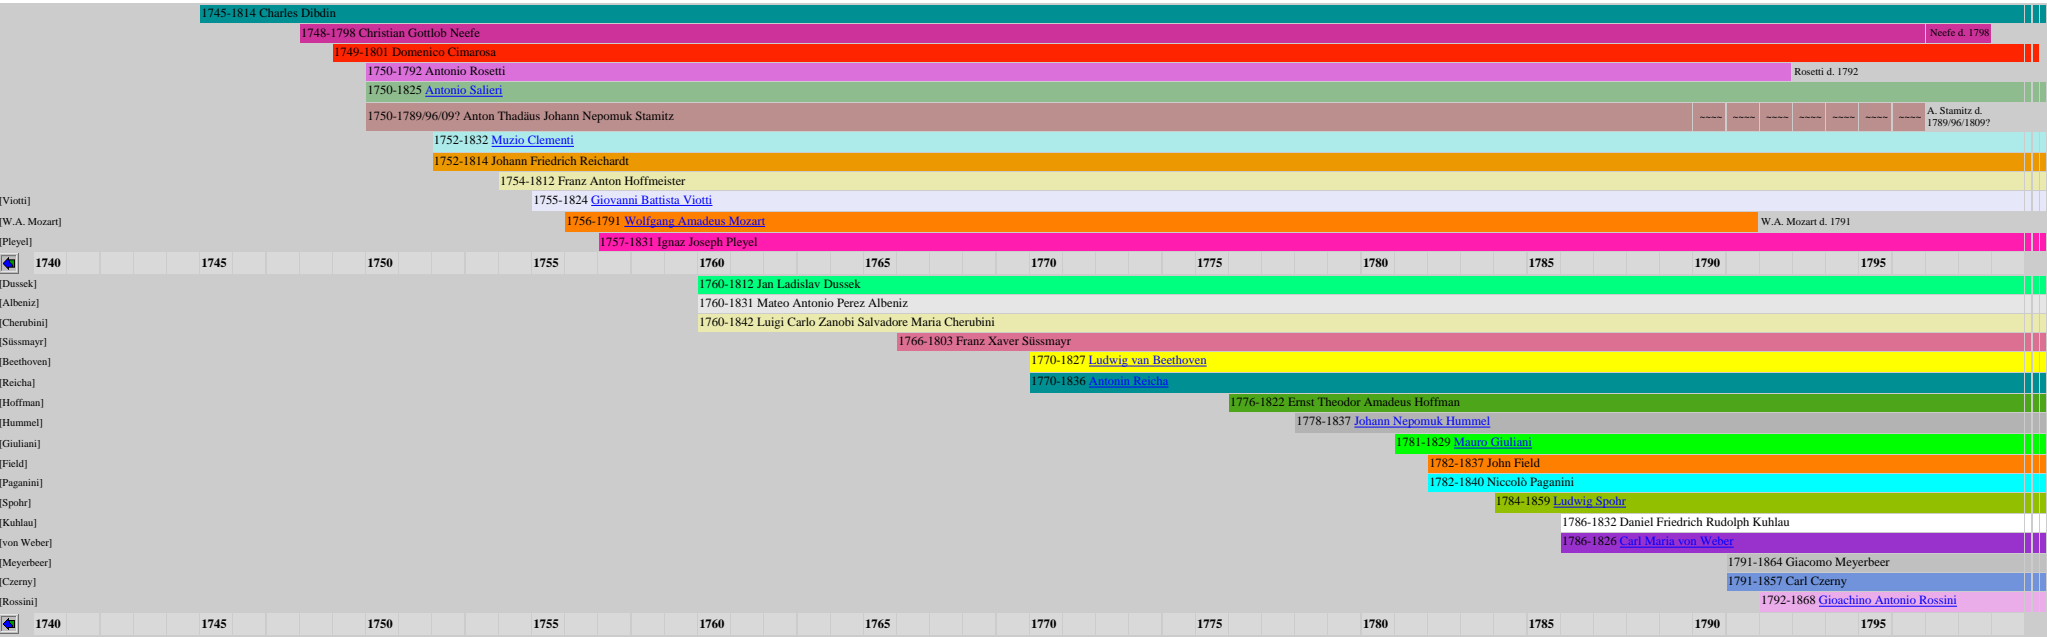 1745-1814 Charles Dibdin
1748-1798 Christian Gottlob Neefe Neefe d. 1798
1749-1801 Domenico Cimarosa
1750-1792 Antonio Rosetti Rosetti d. 1792
1750-1825 Antonio Salieri
1750-1789/96/09? Anton Thadäus Johann Nepomuk Stamitz ~~~~ ~~~~ ~~~~ ~~~~ ~~~~ ~~~~ ~~~~ A. Stamitz d.
1789/96/1809?
1752-1832 Muzio Clementi
1752-1814 Johann Friedrich Reichardt
1754-1812 Franz Anton Hoffmeister
[Viotti] 1755-1824 Giovanni Battista Viotti
[W.A. Mozart] 1756-1791 Wolfgang Amadeus Mozart W.A. Mozart d. 1791
[Pleyel] 1757-1831 Ignaz Joseph Pleyel
1740 1745 1750 1755 1760 1765 1770 1775 1780 1785 1790 1795
[Dussek] 1760-1812 Jan Ladislav Dussek
[Albeniz] 1760-1831 Mateo Antonio Perez Albeniz
[Cherubini] 1760-1842 Luigi Carlo Zanobi Salvadore Maria Cherubini
[Süssmayr] 1766-1803 Franz Xaver Süssmayr
[Beethoven] 1770-1827 Ludwig van Beethoven
[Reicha] 1770-1836 Antonin Reicha
[Hoffman] 1776-1822 Ernst Theodor Amadeus Hoffman
[Hummel] 1778-1837 Johann Nepomuk Hummel
[Giuliani] 1781-1829 Mauro Giuliani
[Field] 1782-1837 John Field
[Paganini] 1782-1840 Niccolò Paganini
[Spohr] 1784-1859 Ludwig Spohr
[Kuhlau] 1786-1832 Daniel Friedrich Rudolph Kuhlau
[von Weber] 1786-1826 Carl Maria von Weber
[Meyerbeer] 1791-1864 Giacomo Meyerbeer
[Czerny] 1791-1857 Carl Czerny
[Rossini] 1792-1868 Gioachino Antonio Rossini
1740 1745 1750 1755 1760 1765 1770 1775 1780 1785 1790 1795